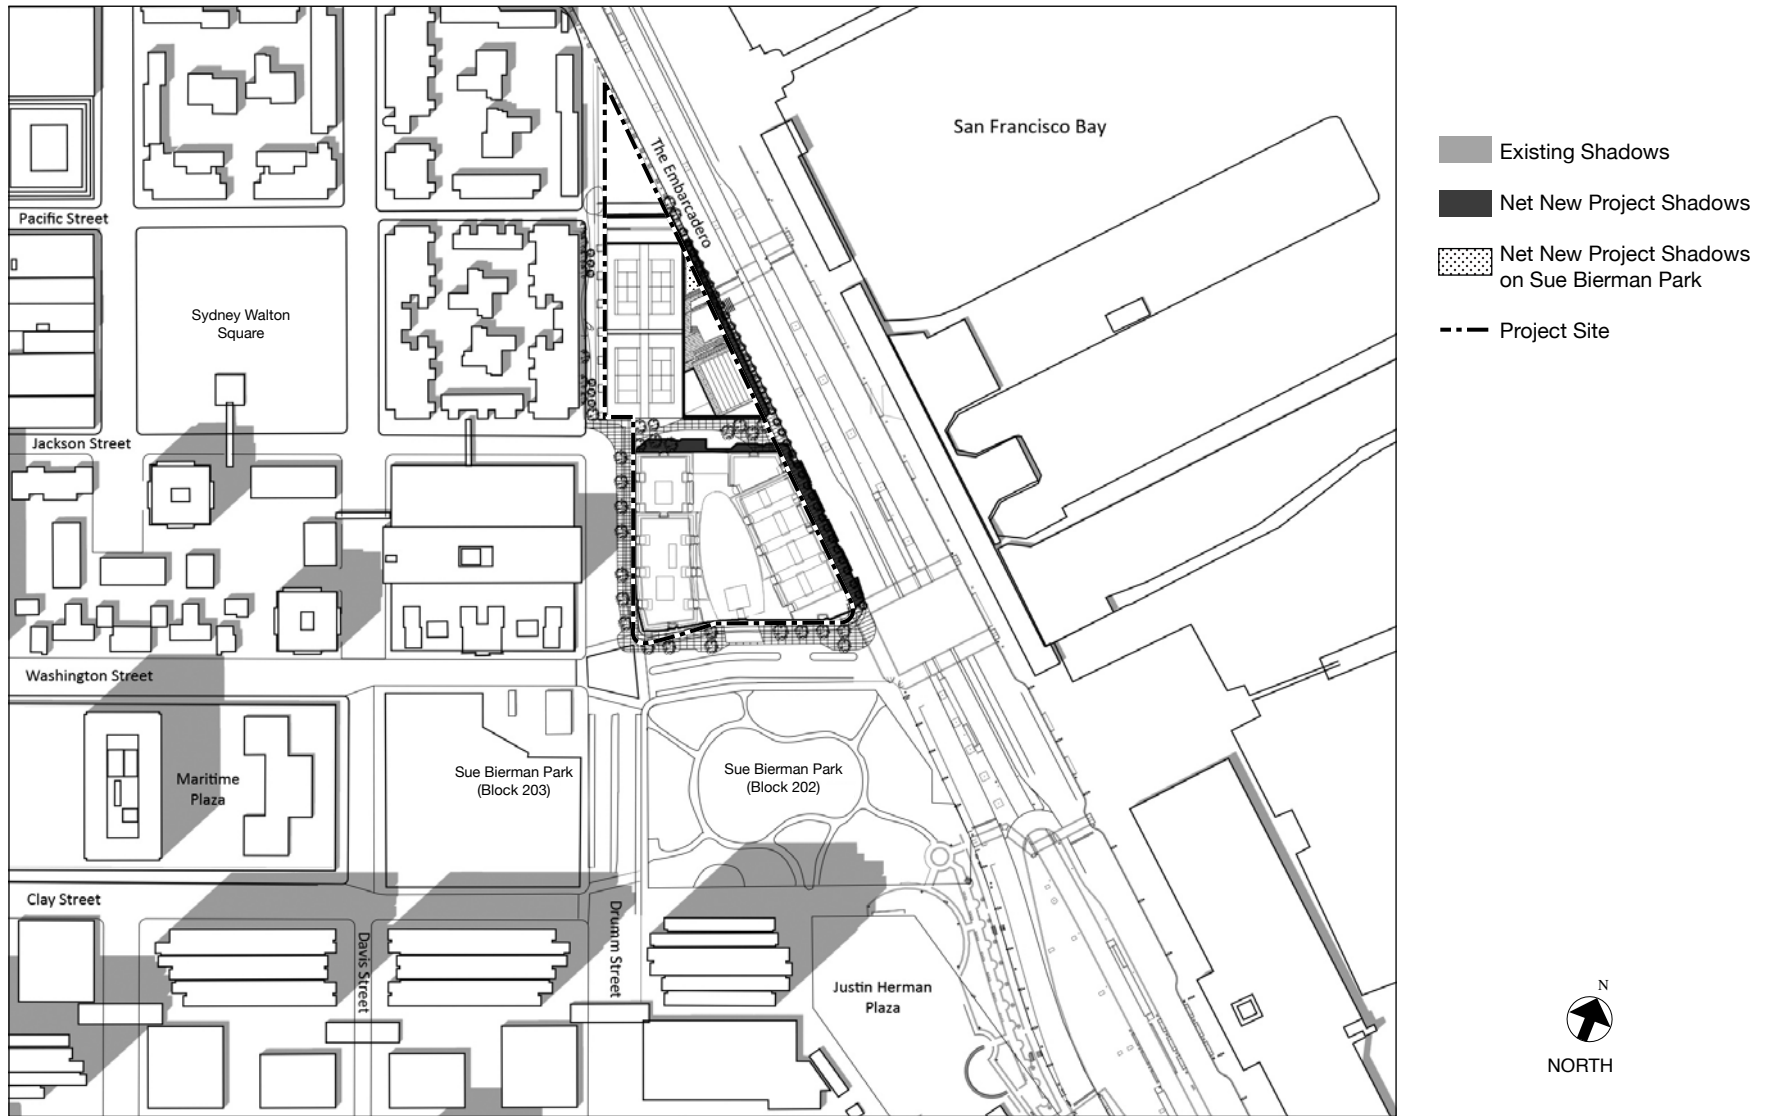 San Francisco Bay
The Embarcadero
Pacific Street
Sydney Walton
Square
Jackson Street
Washington Street
Maritime
Plaza
Sue Bierman Park
(Block 203)
Sue Bierman Park
(Block 202)
Clay Street
Davis Street
Drumm Street
Justin Herman
Plaza
Existing Shadows
Net New Project Shadows
Net New Project Shadows
on Sue Bierman Park
Project Site
N
NORTH